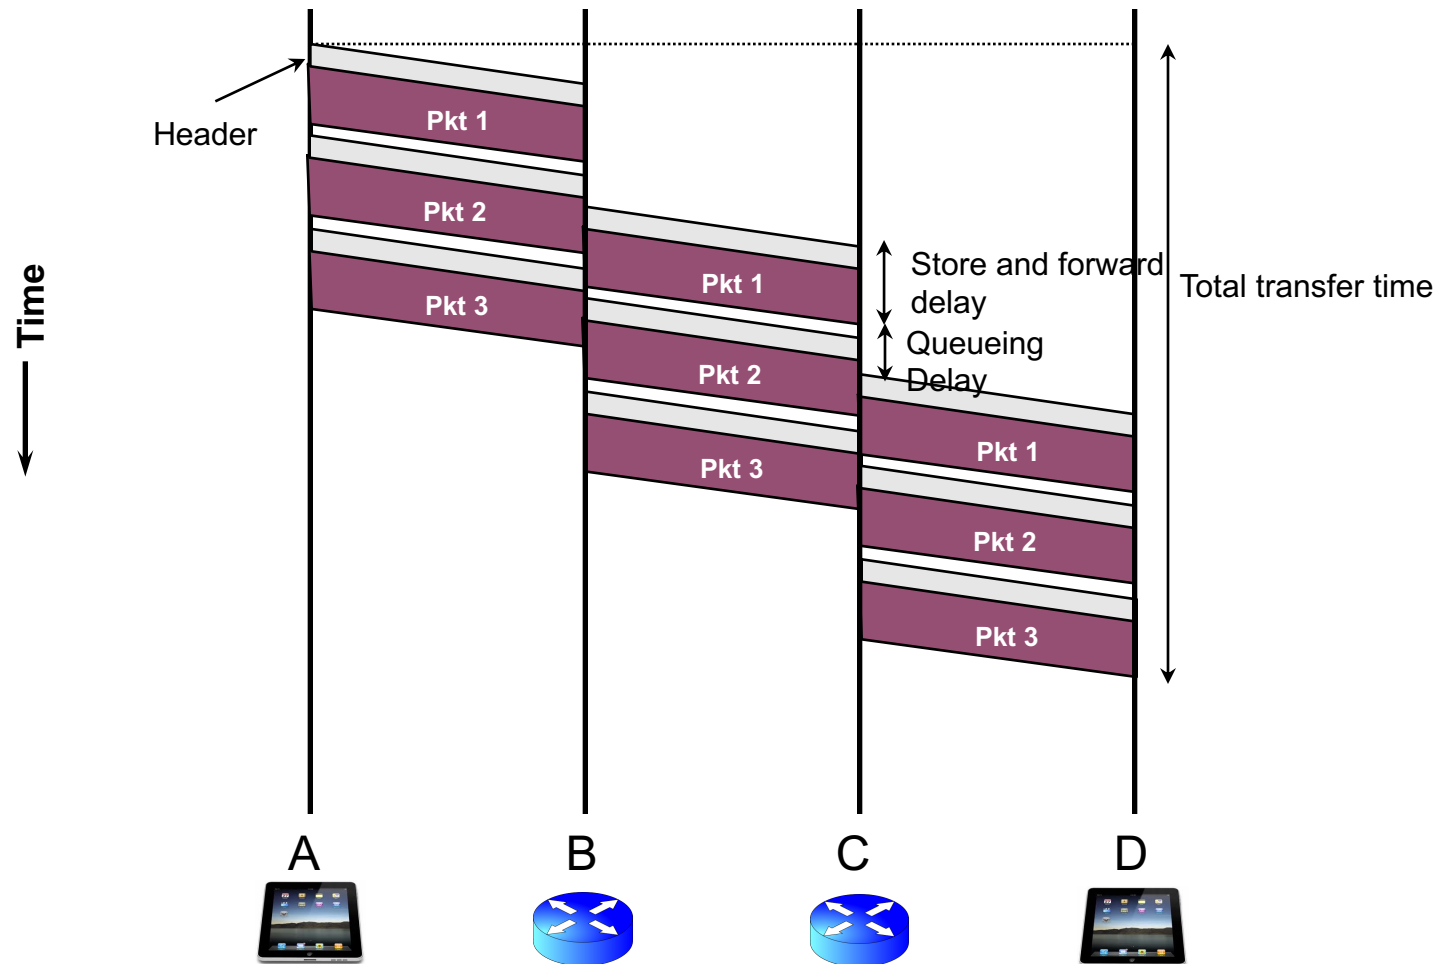 Header
Pkt 1
Pkt 2
Pkt 3
Pkt 1
Pkt 2
Pkt 3
Store and forward
delay
Queueing
Delay
Total transfer time
Pkt 1
Pkt 2
Pkt 3
Time
A
B
C
D